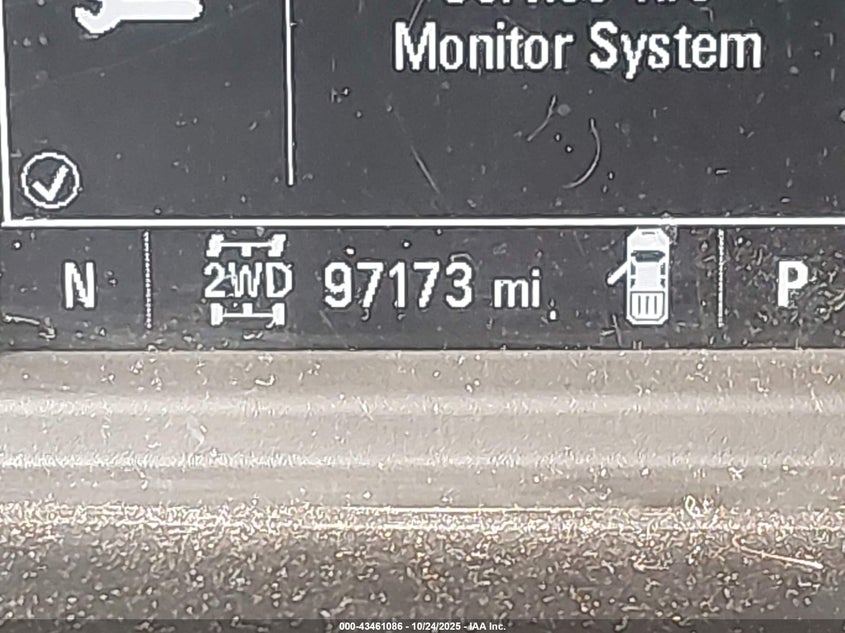 Monitor System
N 2WD 97173 mi P
000-43461086 - 10/24/2025 - IAA Inc.